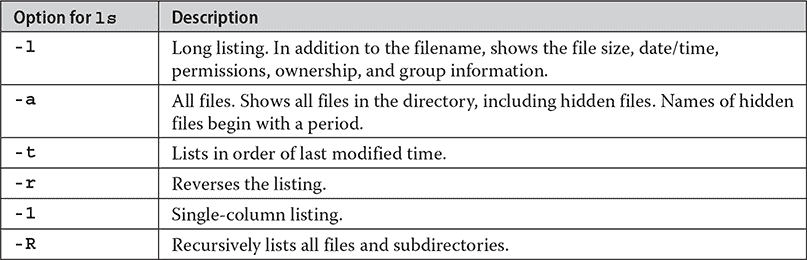 Option for ls Description
-l Long listing. In addition to the filename, shows the file size, date/time,
permissions, ownership, and group information.
-a All files. Shows all files in the directory, including hidden files. Names of hidden
files begin with a period.
-t Lists in order of last modified time.
-r Reverses the listing.
-1 Single-column listing.
-R Recursively lists all files and subdirectories.